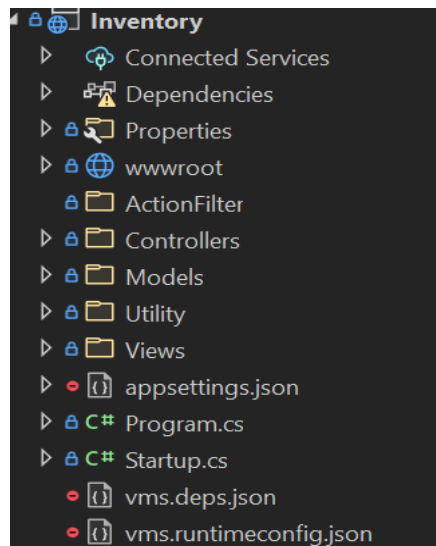 Inventory
Connected Services
Dependencies
Properties
wwwroot
ActionFilter
Controllers
Models
Utility
Views
appsettings.json
C# Program.cs
C# Startup.cs
vms.deps.json
vms.runtimeconfig.json